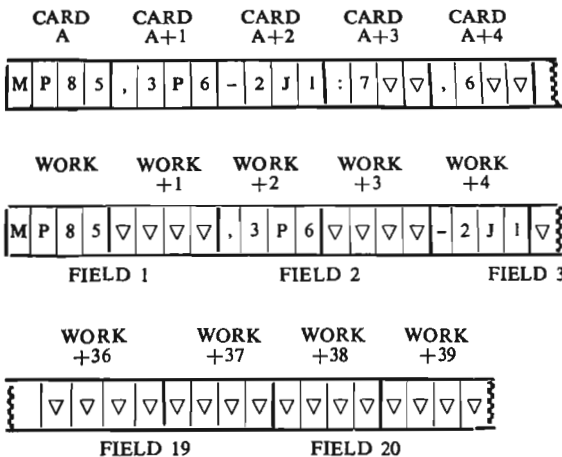 CARD CARD CARD CARD CARD
A A+1 A+2 A+3 A+4
M P 8 5 , 3 P 6 - 2 J 1 : 7 ▽ ▽ , 6 ▽ ▽
WORK WORK WORK WORK WORK
+1 +2 +3 +4
M P 8 5 ▽ ▽ ▽ ▽ , 3 P 6 ▽ ▽ ▽ ▽ - 2 J 1 ▽
FIELD 1 FIELD 2 FIELD 3
WORK WORK WORK WORK
+36 +37 +38 +39
▽ ▽ ▽ ▽ ▽ ▽ ▽ ▽ ▽ ▽ ▽ ▽ ▽ ▽ ▽ ▽
FIELD 19 FIELD 20